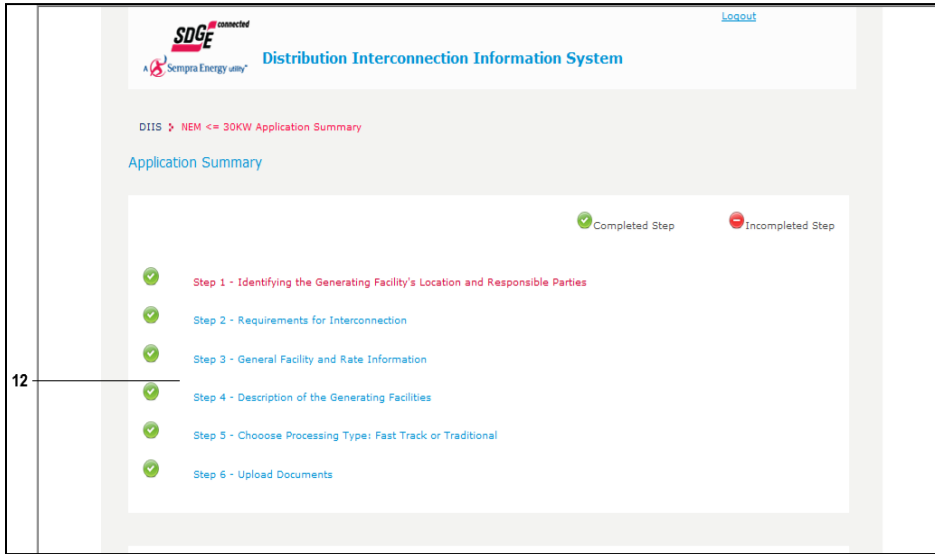 Logout
SDGE connected
A Sempra Energy utility®
Distribution Interconnection Information System
DIIS NEM <= 30KW Application Summary
Application Summary
Completed Step
Incompleted Step
Step 1 - Identifying the Generating Facility's Location and Responsible Parties
Step 2 - Requirements for Interconnection
Step 3 - General Facility and Rate Information
12
Step 4 - Description of the Generating Facilities
Step 5 - Chooose Processing Type: Fast Track or Traditional
Step 6 - Upload Documents